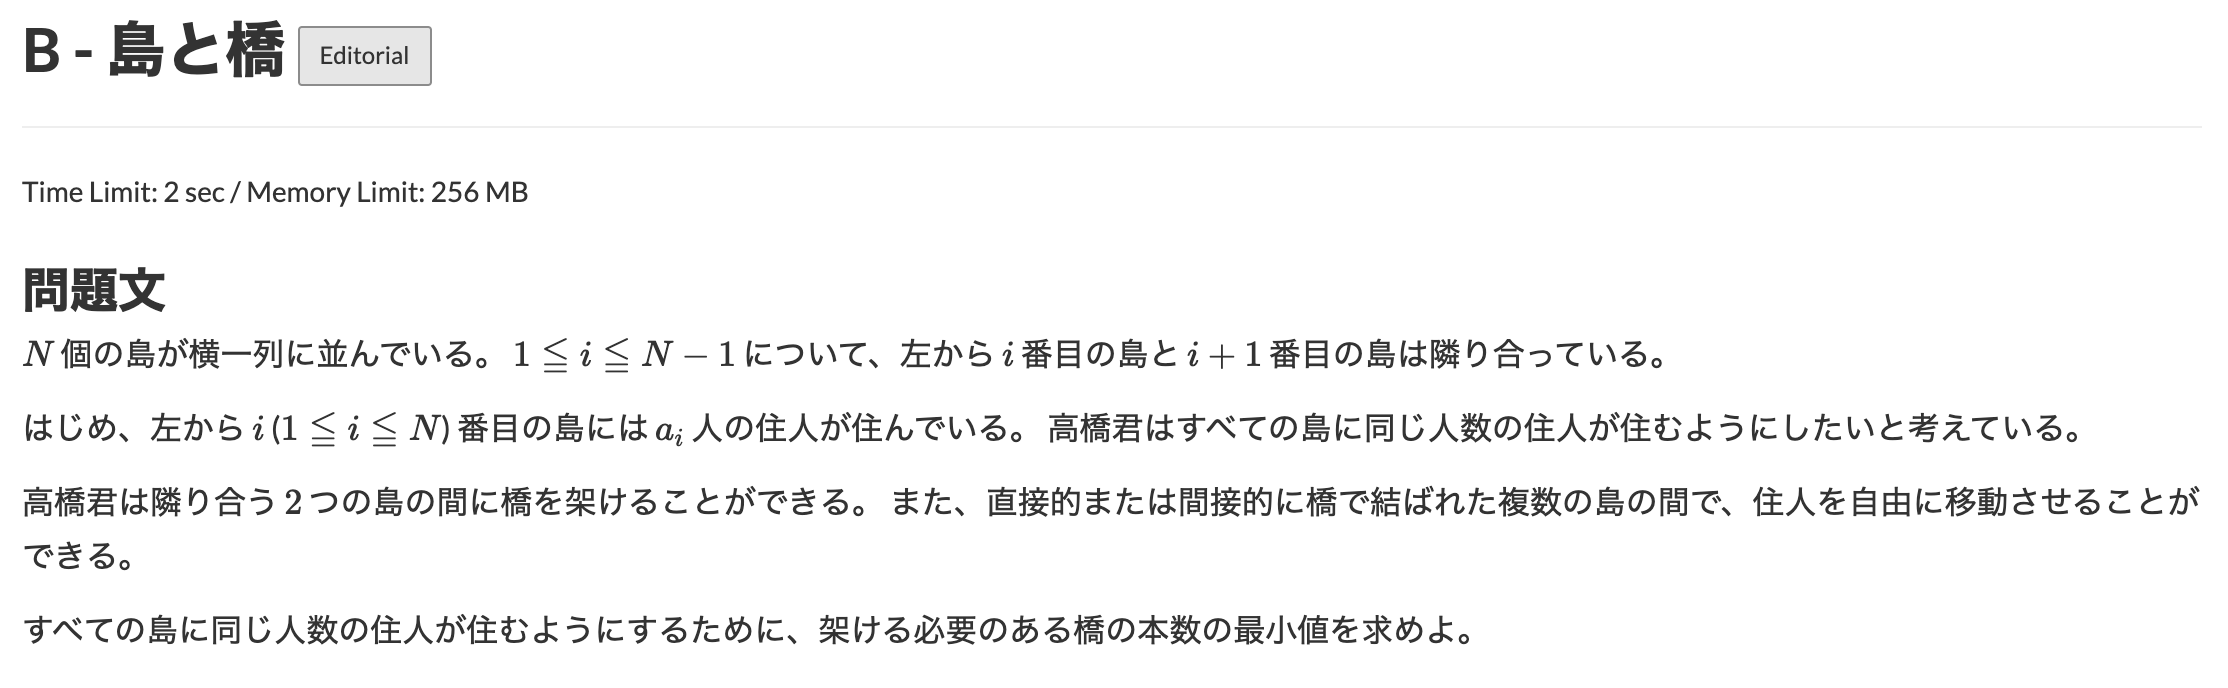 B - 島と橋 Editorial
Time Limit: 2 sec / Memory Limit: 256 MB
問題文
N 個の島が横一列に並んでいる。 1 ≦ i ≦ N − 1 について、左から i 番目の島と i + 1 番目の島は隣り合っている。
はじめ、左から i (1 ≦ i ≦ N) 番目の島には a_i 人の住人が住んでいる。 高橋君はすべての島に同じ人数の住人が住むようにしたいと考えている。
高橋君は隣り合う 2 つの島の間に橋を架けることができる。 また、直接的または間接的に橋で結ばれた複数の島の間で、住人を自由に移動させることが
できる。
すべての島に同じ人数の住人が住むようにするために、架ける必要のある橋の本数の最小値を求めよ。